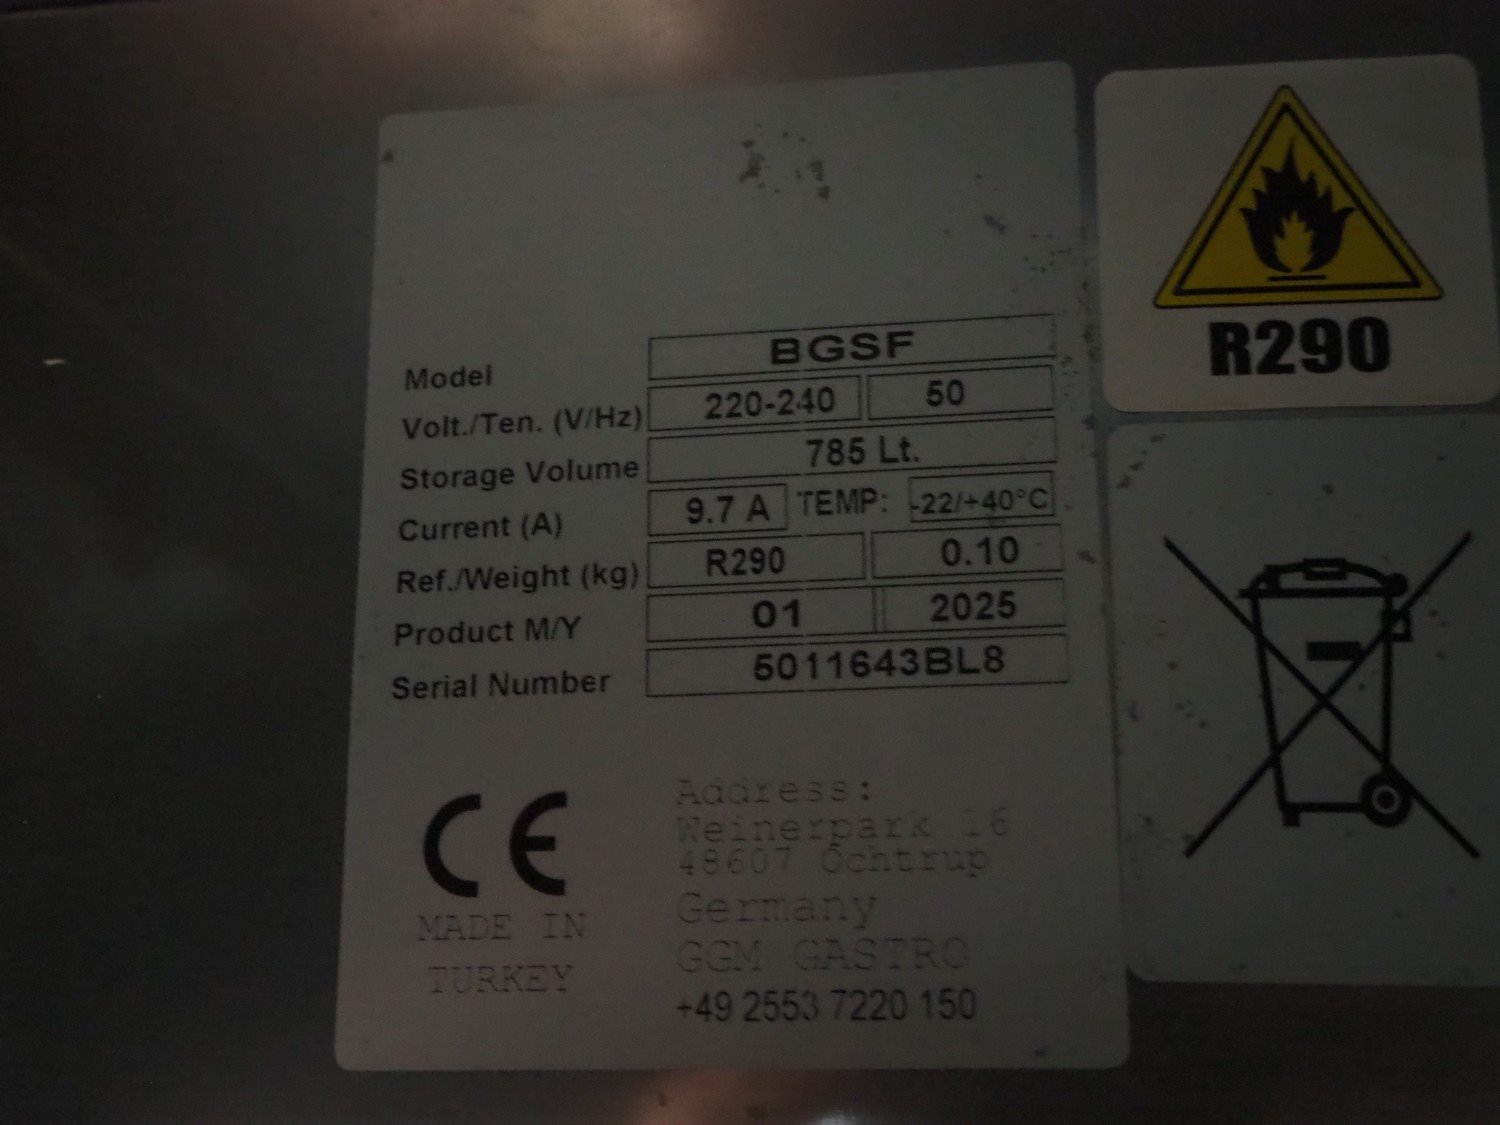 Model BGSF
Volt./Ten. (V/Hz) 220-240 50
Storage Volume 785 Lt.
Current (A) 9.7 A TEMP: -22/+40°C
Ref./Weight (kg) R290 0.10
Product M/Y 01 2025
Serial Number 5011643BL8
CE
MADE IN
TURKEY
Address:
Weinerpark 16
48607 Ochtrup
Germany
GGM GASTRO
+49 2553 7220 150
R290